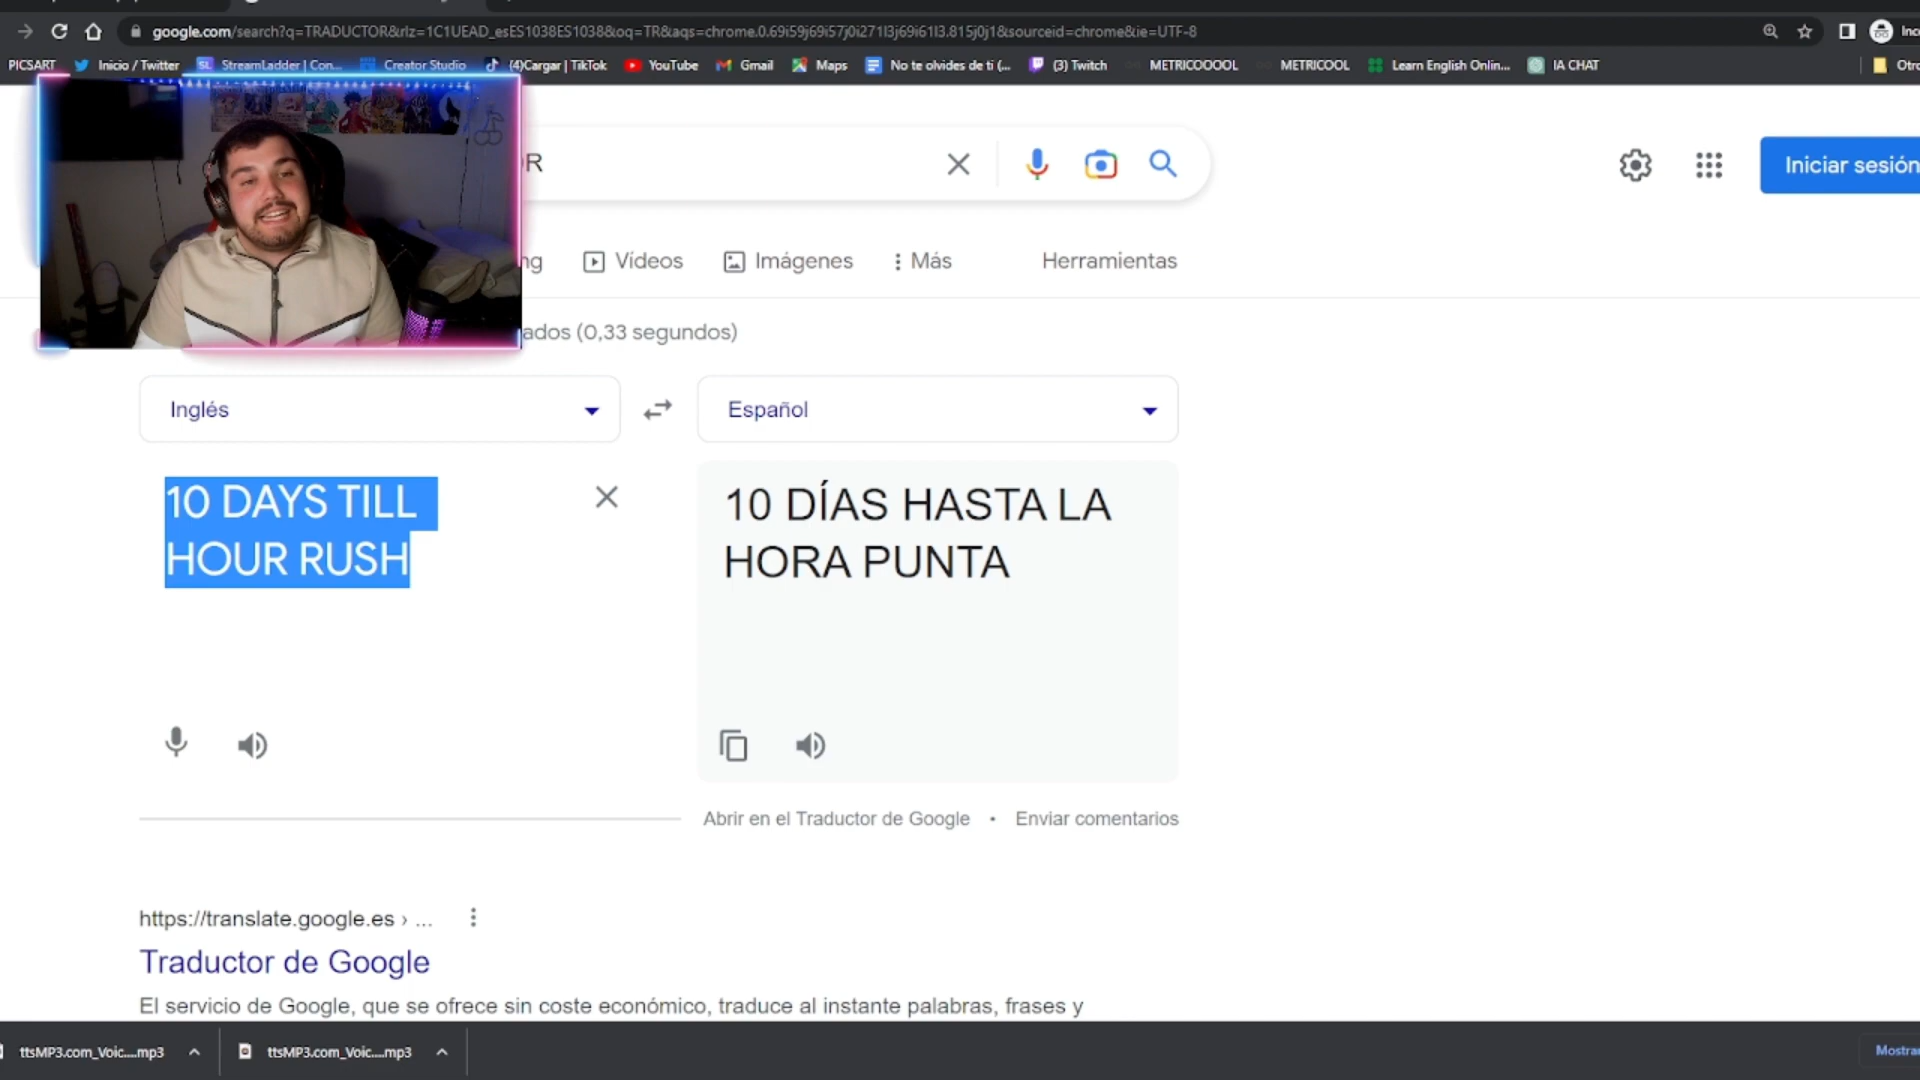 google.com/search?q=TRADUCTOR&rlz=1C1UEAD_esES1038ES1038&oq=TR&aqs=chrome.0.69i59j69i57j0i271l3j69i61l3.815j0j1&sourceid=chrome&ie=UTF-8
PICSART Inicio / Twitter StreamLadder | Con... Creator Studio (4)Cargar | TikTok YouTube Gmail Maps No te olvides de ti (... (3) Twitch METRICOOOOL METRICOOL Learn English Onlin... IA CHAT Otro
R
Iniciar sesión
Vídeos Imágenes Más Herramientas
ados (0,33 segundos)
Inglés Español
10 DAYS TILL
HOUR RUSH
10 DÍAS HASTA LA
HORA PUNTA
Abrir en el Traductor de Google • Enviar comentarios
https://translate.google.es › ...
Traductor de Google
El servicio de Google, que se ofrece sin coste económico, traduce al instante palabras, frases y
ttsMP3.com_Voic....mp3 ttsMP3.com_Voic....mp3 Mostrar